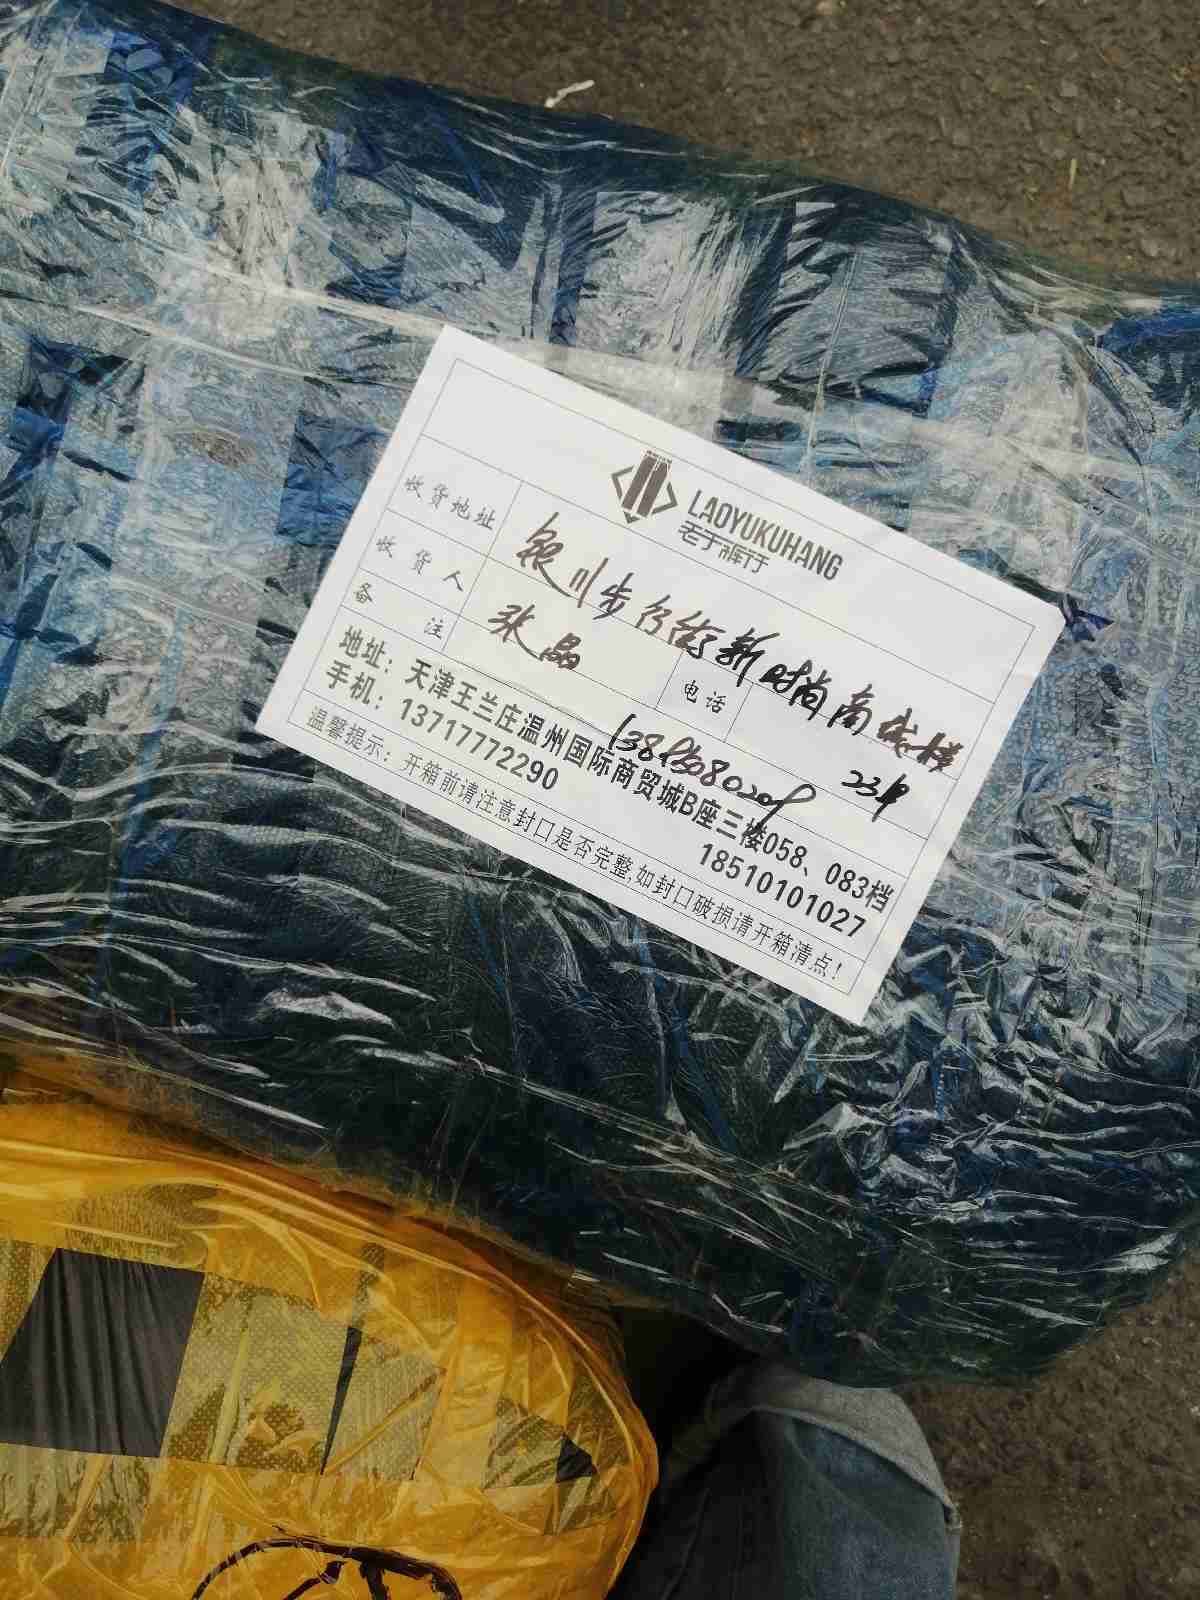 LAOYUKUHANG
老于裤行
收货地址 银川步行街新时尚商城楼
收货人 张晶 电话 23#
备注
地址：天津王兰庄温州国际商贸城B座三楼058、083档
手机：13717772290 18510101027
温馨提示：开箱前请注意封口是否完整,如封口破损请开箱清点！